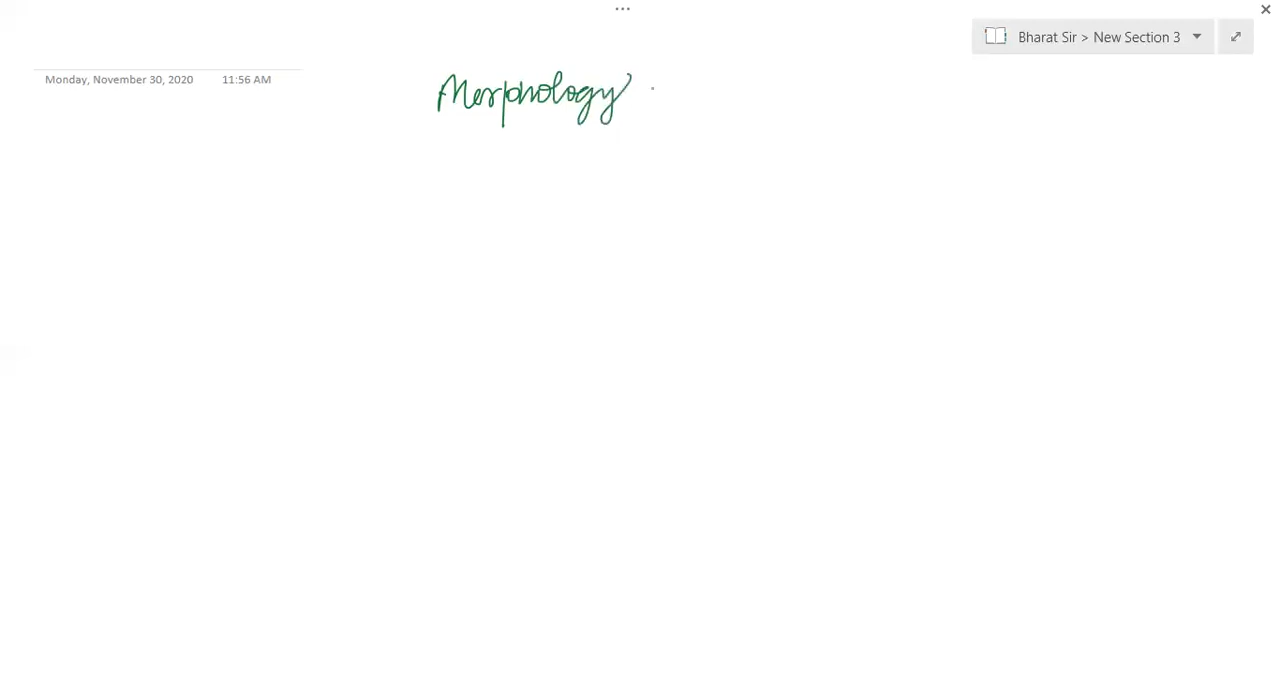 Bharat Sir > New Section 3
Monday, November 30, 2020 11:56 AM
Morphology